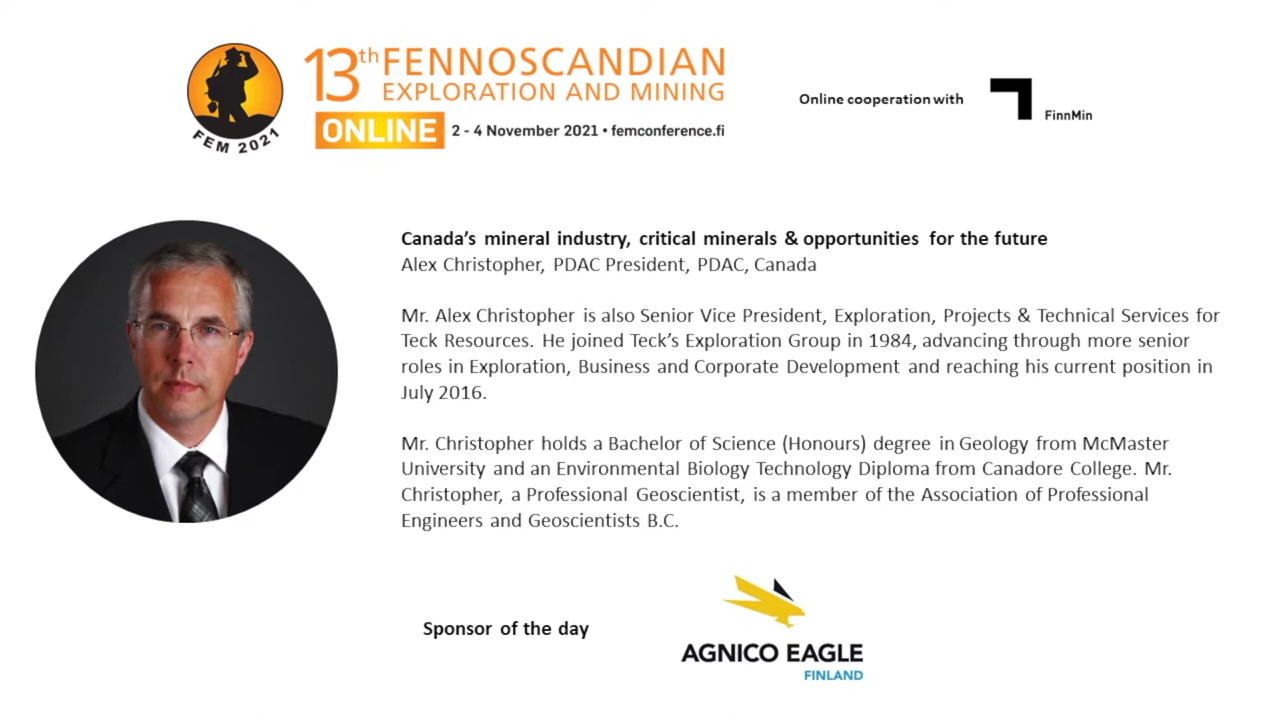 13th FENNOSCANDIAN
EXPLORATION AND MINING
ONLINE 2 - 4 November 2021 • femconference.fi
FEM 2021
Online cooperation with
FinnMin
Canada's mineral industry, critical minerals & opportunities for the future
Alex Christopher, PDAC President, PDAC, Canada
Mr. Alex Christopher is also Senior Vice President, Exploration, Projects & Technical Services for
Teck Resources. He joined Teck's Exploration Group in 1984, advancing through more senior
roles in Exploration, Business and Corporate Development and reaching his current position in
July 2016.
Mr. Christopher holds a Bachelor of Science (Honours) degree in Geology from McMaster
University and an Environmental Biology Technology Diploma from Canadore College. Mr.
Christopher, a Professional Geoscientist, is a member of the Association of Professional
Engineers and Geoscientists B.C.
Sponsor of the day
AGNICO EAGLE
FINLAND